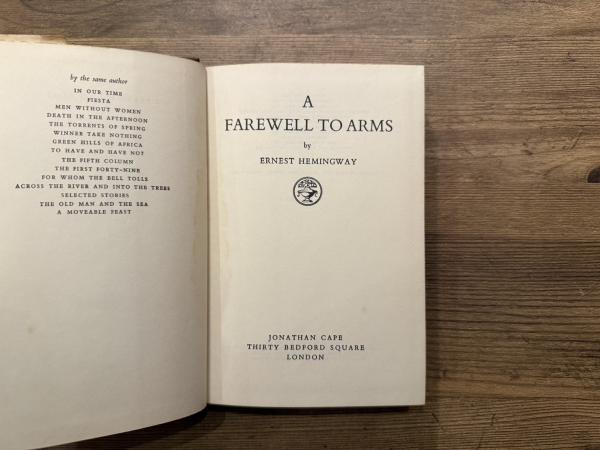 by the same author
IN OUR TIME
FIESTA
MEN WITHOUT WOMEN
DEATH IN THE AFTERNOON
THE TORRENTS OF SPRING
WINNER TAKE NOTHING
GREEN HILLS OF AFRICA
TO HAVE AND HAVE NOT
THE FIFTH COLUMN
THE FIRST FORTY-NINE
FOR WHOM THE BELL TOLLS
ACROSS THE RIVER AND INTO THE TREES
SELECTED STORIES
THE OLD MAN AND THE SEA
A MOVEABLE FEAST
A
FAREWELL TO ARMS
by
ERNEST HEMINGWAY
JONATHAN CAPE
THIRTY BEDFORD SQUARE
LONDON